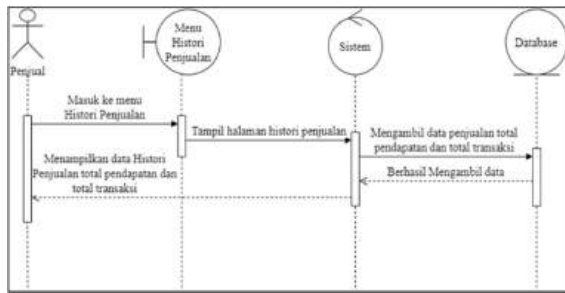 Penjual
Menu
Histori
Penjualan
Sistem
Database
Masuk ke menu
Histori Penjualan
Tampil halaman histori penjualan
Mengambil data penjualan total
pendapatan dan total transaksi
Berhasil Mengambil data
Menampilkan data Histori
Penjualan total pendapatan dan
total transaksi